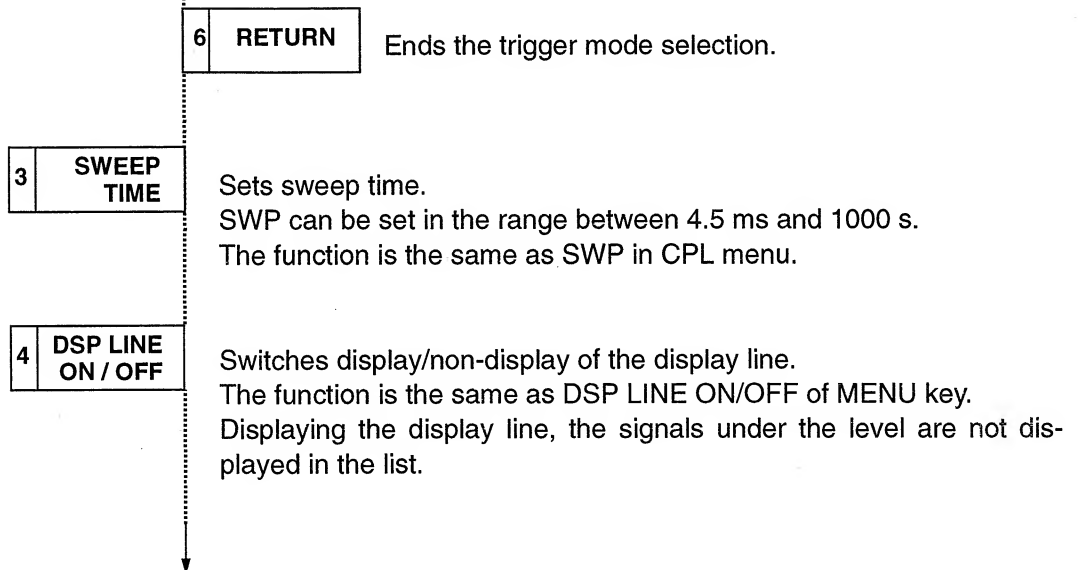 6 RETURN Ends the trigger mode selection.
3 SWEEP TIME
Sets sweep time.
SWP can be set in the range between 4.5 ms and 1000 s.
The function is the same as SWP in CPL menu.
4 DSP LINE ON / OFF
Switches display/non-display of the display line.
The function is the same as DSP LINE ON/OFF of MENU key.
Displaying the display line, the signals under the level are not dis-
played in the list.